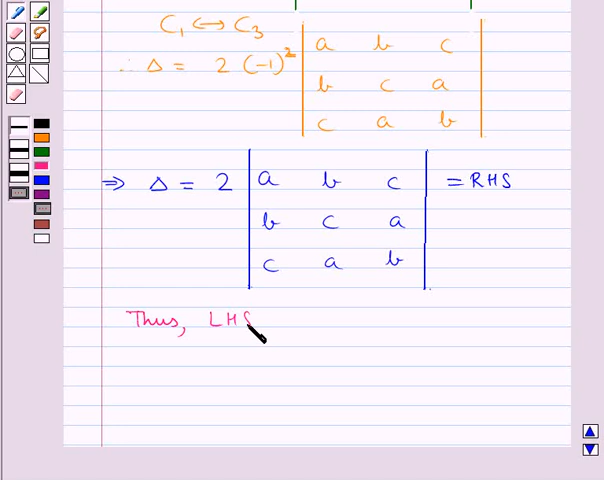 C₁ ↔ C₃
∴ Δ = 2 (-1)² | a b c |
| b c a |
| c a b |
⇒ Δ = 2 | a b c | = RHS
| b c a |
| c a b |
Thus, LHS